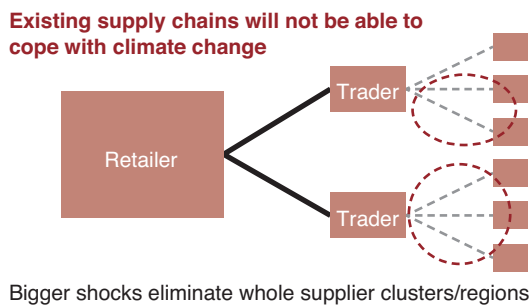 Existing supply chains will not be able to
cope with climate change
Trader
Retailer
Trader
Bigger shocks eliminate whole supplier clusters/regions